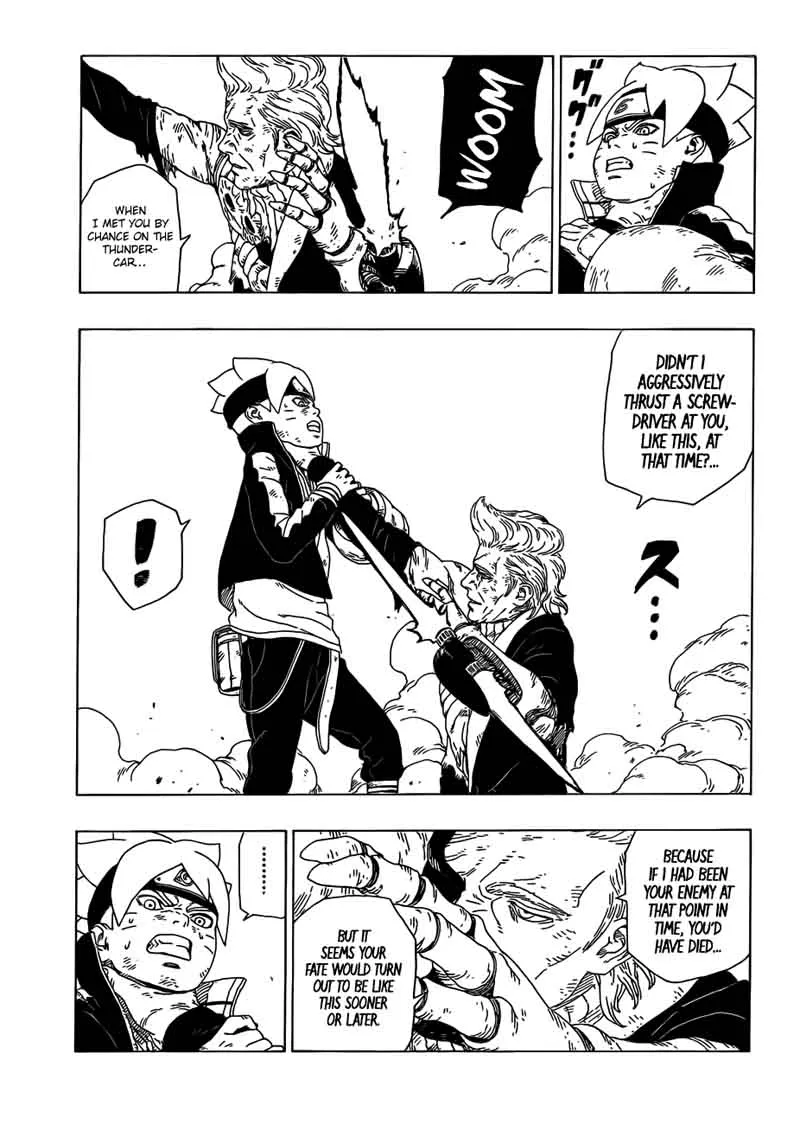 グググ…
WOOM
WHEN
I MET YOU BY
CHANCE ON THE
THUNDER-
CAR...
DIDN'T I
AGGRESSIVELY
THRUST A SCREW-
DRIVER AT YOU,
LIKE THIS, AT
THAT TIME?...
!
ス…
BECAUSE
IF I HAD BEEN
YOUR ENEMY AT
THAT POINT IN
TIME, YOU'D
HAVE DIED...
BUT IT
SEEMS YOUR
FATE WOULD TURN
OUT TO BE LIKE
THIS SOONER
OR LATER.
........